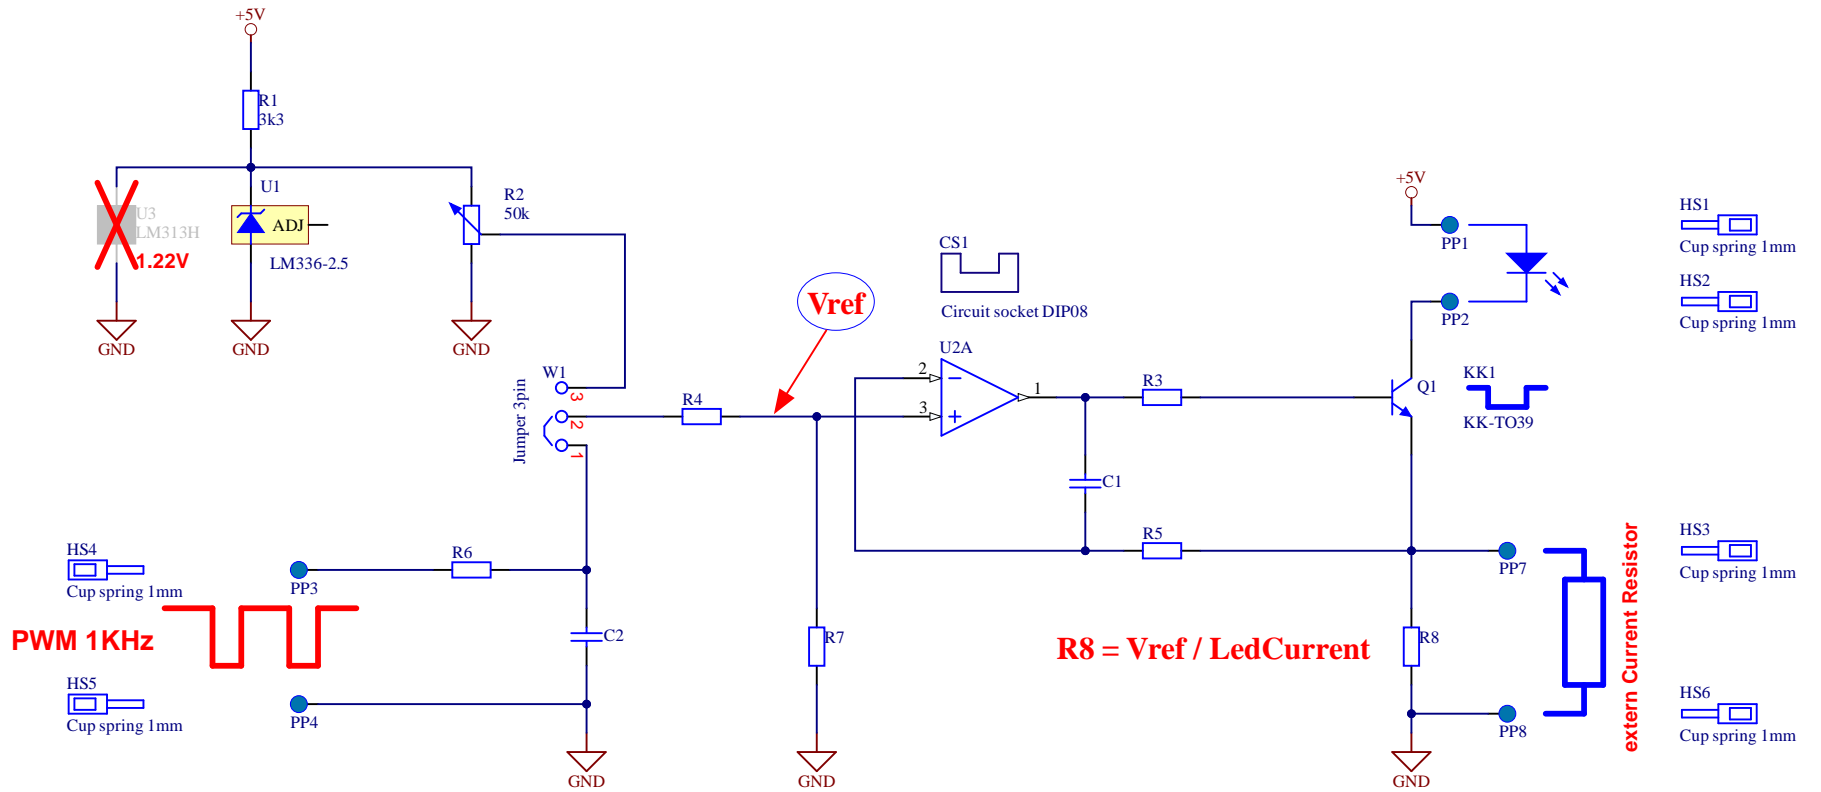 +5V
R1
3k3
U3
LM313H
1.22V
U1
ADJ
LM336-2.5
R2
50k
GND
GND
GND
Vref
CS1
Circuit socket DIP08
U2A
2
3
1
W1
3
2
1
Jumper 3pin
R4
R3
C1
R5
+5V
PP1
PP2
Q1
KK1
KK-TO39
HS1
Cup spring 1mm
HS2
Cup spring 1mm
HS4
Cup spring 1mm
PP3
R6
PWM 1KHz
C2
R7
HS5
Cup spring 1mm
PP4
GND
GND
R8 = Vref / LedCurrent
R8
PP7
PP8
GND
extern Current Resistor
HS3
Cup spring 1mm
HS6
Cup spring 1mm